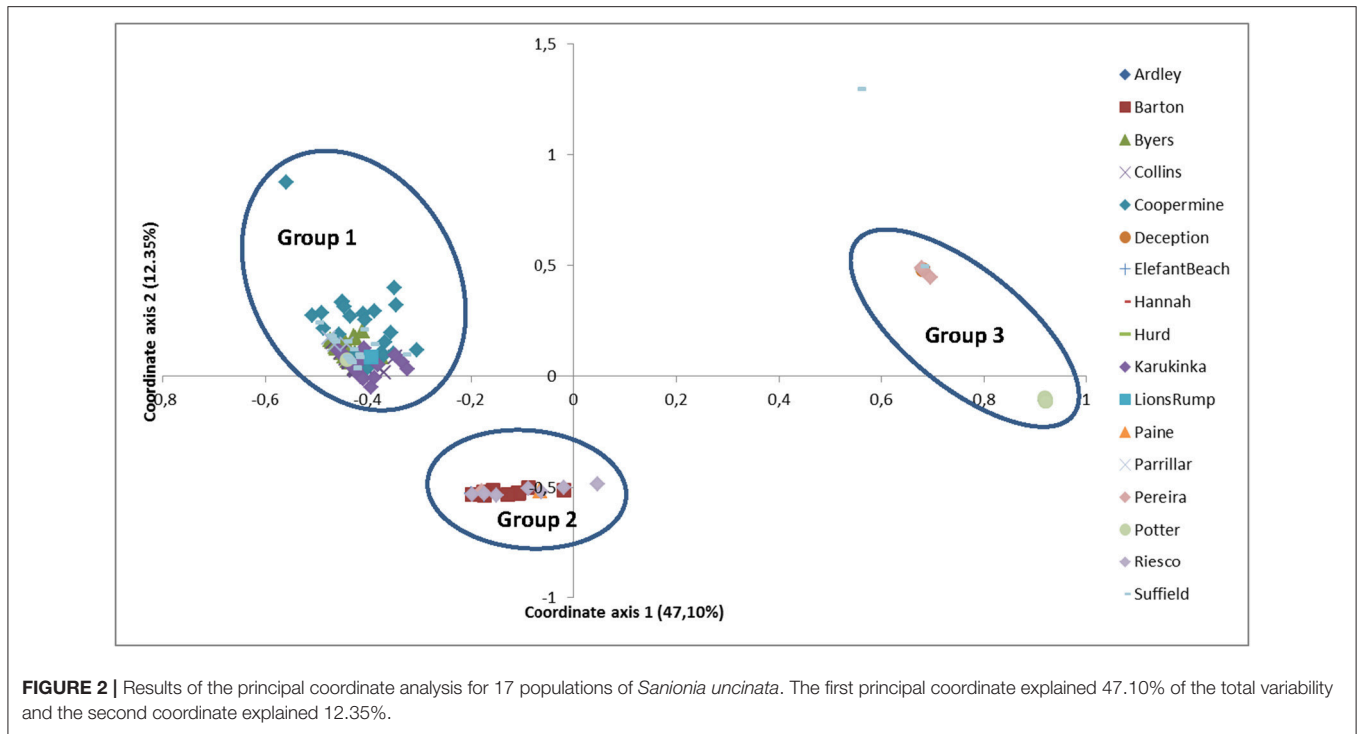 1,5
1
0,5
0
-0,5
-1
0,8
-0,6
-0,4
-0,2
0
0,2
0,4
0,6
0,8
1
Coordinate axis 2 (12.35%)
Coordinate axis 1 (47,10%)
Group 1
Group 2
Group 3
Ardley
Barton
Byers
Collins
Coopermine
Deception
ElefantBeach
Hannah
Hurd
Karukinka
LionsRump
Paine
Parrillar
Pereira
Potter
Riesco
Suffield
FIGURE 2 | Results of the principal coordinate analysis for 17 populations of Sanionia uncinata. The first principal coordinate explained 47.10% of the total variability
and the second coordinate explained 12.35%.